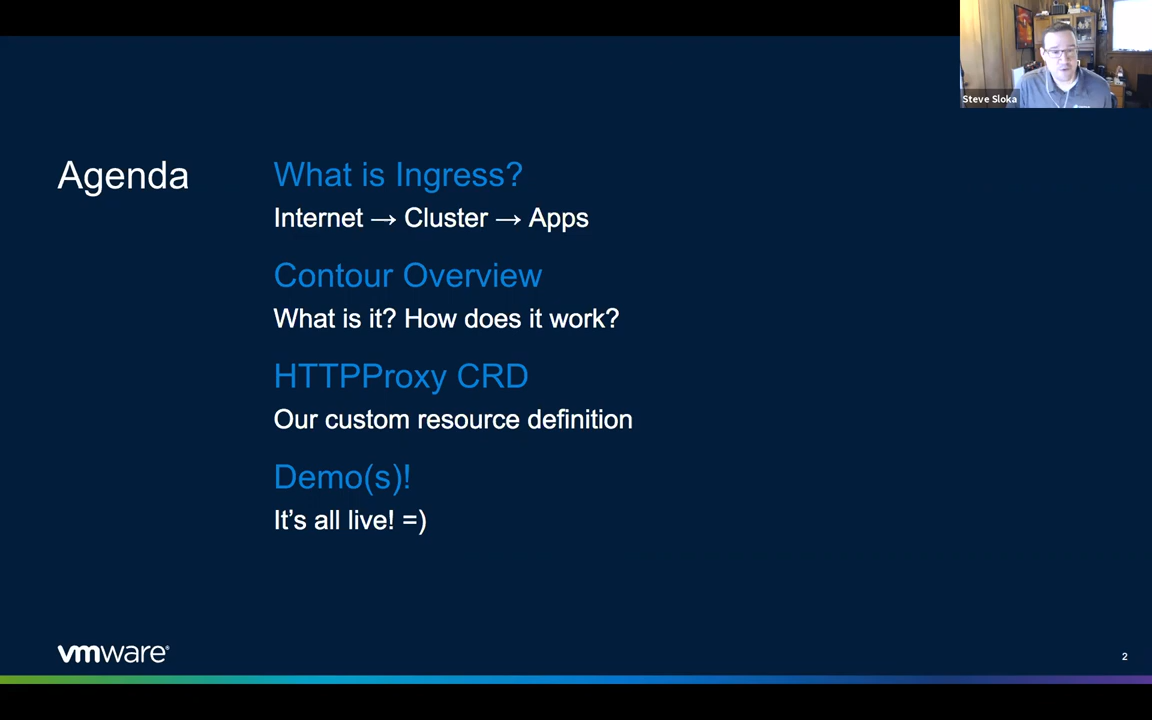 Steve Sloka
Agenda
What is Ingress?
Internet → Cluster → Apps
Contour Overview
What is it? How does it work?
HTTPProxy CRD
Our custom resource definition
Demo(s)!
It's all live! =)
vmware®
2